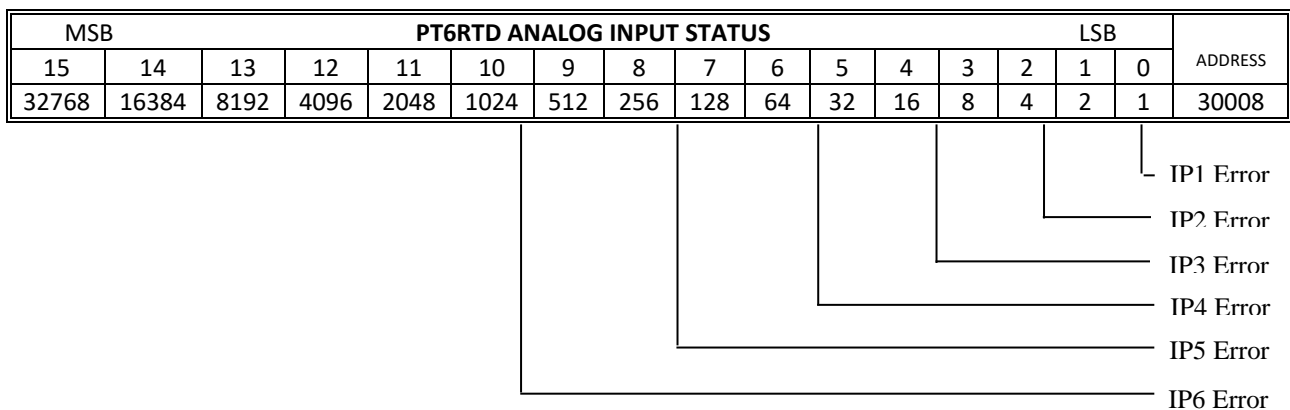 MSB PT6RTD ANALOG INPUT STATUS LSB ADDRESS
15 14 13 12 11 10 9 8 7 6 5 4 3 2 1 0
32768 16384 8192 4096 2048 1024 512 256 128 64 32 16 8 4 2 1 30008
IP1 Error
IP2 Error
IP3 Error
IP4 Error
IP5 Error
IP6 Error